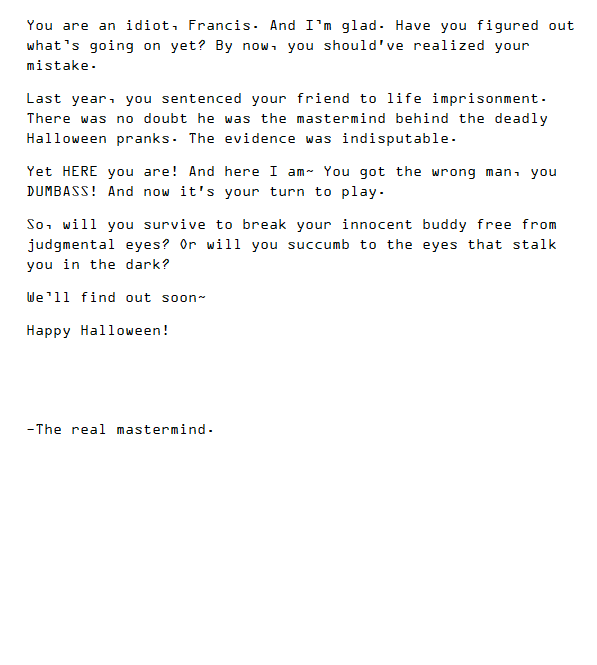 You are an idiot, Francis. And I'm glad. Have you figured out
what's going on yet? By now, you should've realized your
mistake.
Last year, you sentenced your friend to life imprisonment.
There was no doubt he was the mastermind behind the deadly
Halloween pranks. The evidence was indisputable.
Yet HERE you are! And here I am~ You got the wrong man, you
DUMBASS! And now it's your turn to play.
So, will you survive to break your innocent buddy free from
judgmental eyes? Or will you succumb to the eyes that stalk
you in the dark?
We'll find out soon~
Happy Halloween!
-The real mastermind.